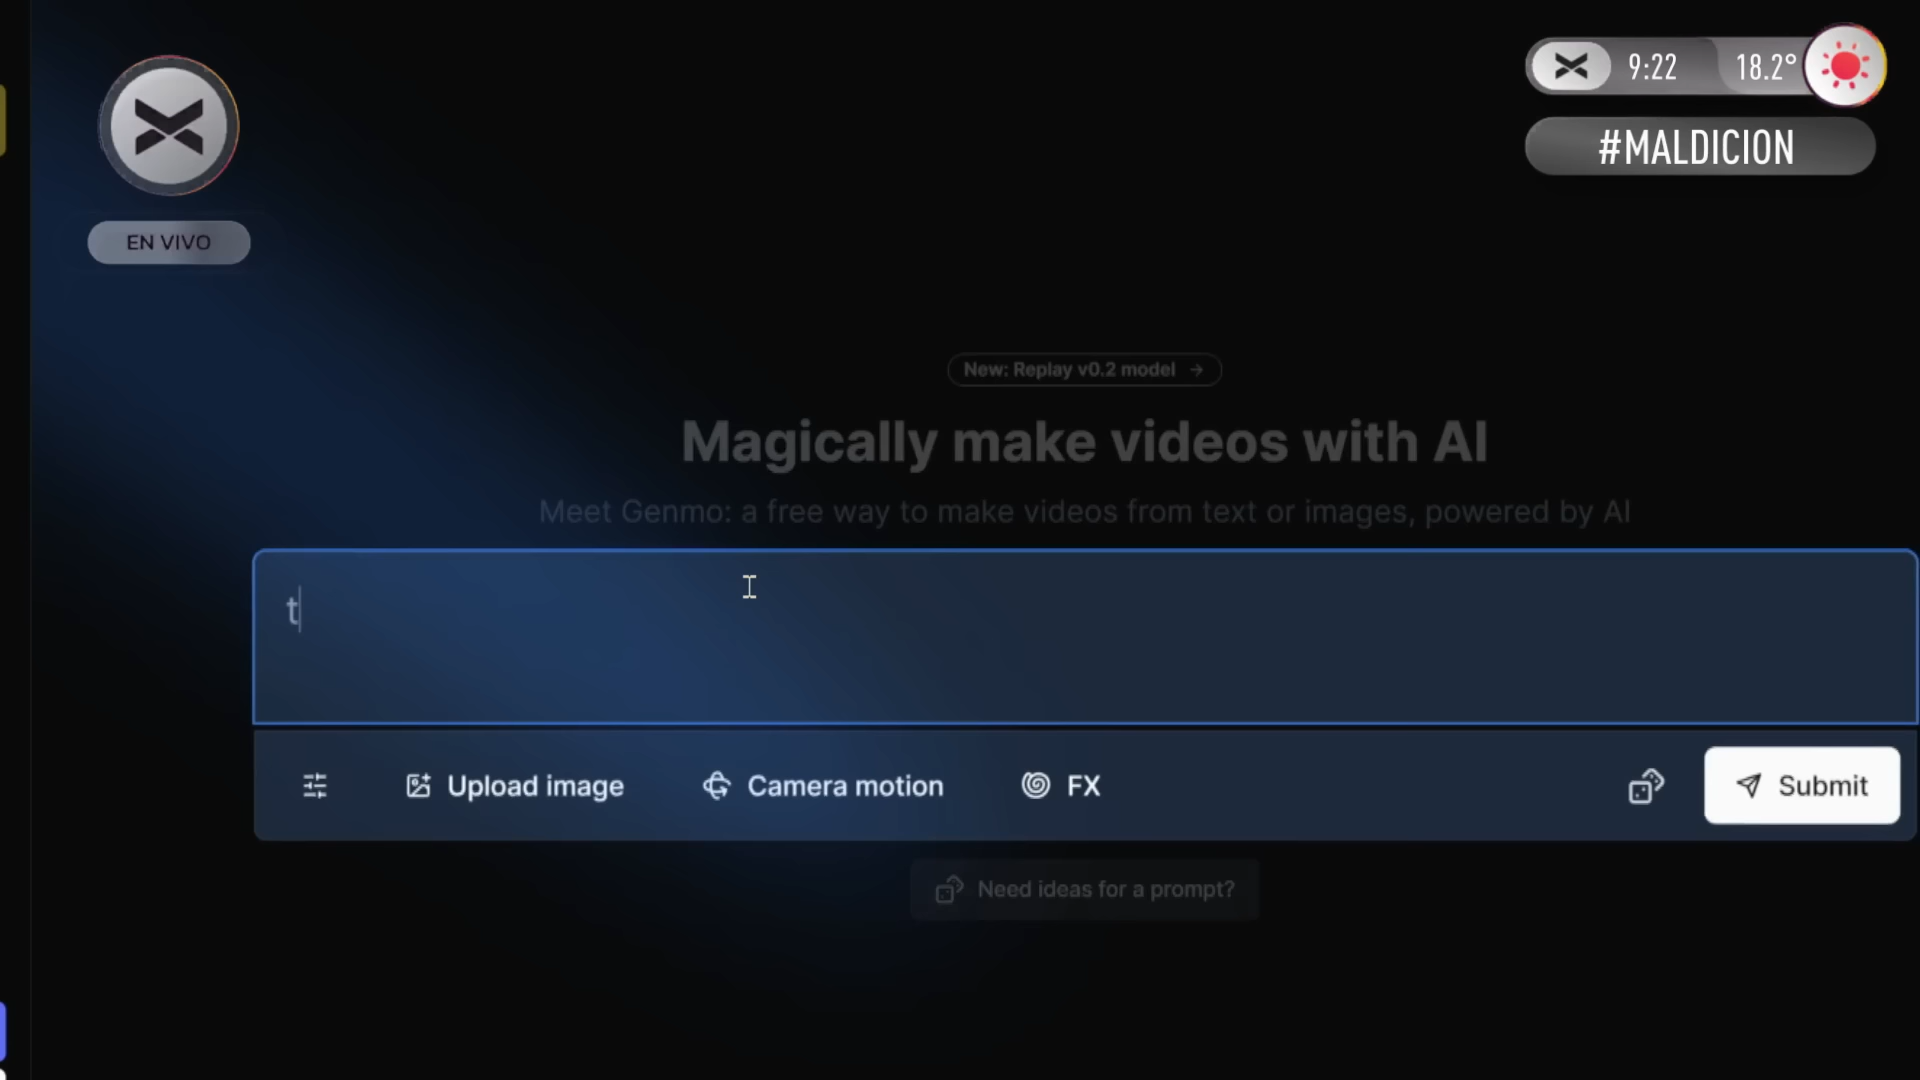 9:22
18.2°
#MALDICION
EN VIVO
New: Replay v0.2 model →
Magically make videos with AI
Meet Genmo: a free way to make videos from text or images, powered by AI
t
Upload image
Camera motion
FX
Submit
Need ideas for a prompt?